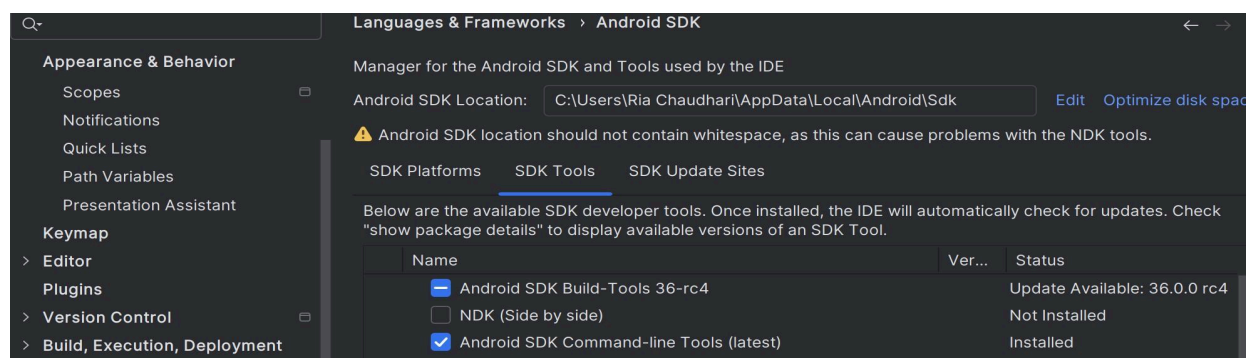 Appearance & Behavior
Scopes
Notifications
Quick Lists
Path Variables
Presentation Assistant
Keymap
Editor
Plugins
Version Control
Build, Execution, Deployment
Languages & Frameworks › Android SDK
Manager for the Android SDK and Tools used by the IDE
Android SDK Location: C:\Users\Ria Chaudhari\AppData\Local\Android\Sdk Edit Optimize disk spac
Android SDK location should not contain whitespace, as this can cause problems with the NDK tools.
SDK Platforms SDK Tools SDK Update Sites
Below are the available SDK developer tools. Once installed, the IDE will automatically check for updates. Check
"show package details" to display available versions of an SDK Tool.
Name Ver... Status
Android SDK Build-Tools 36-rc4 Update Available: 36.0.0 rc4
NDK (Side by side) Not Installed
Android SDK Command-line Tools (latest) Installed